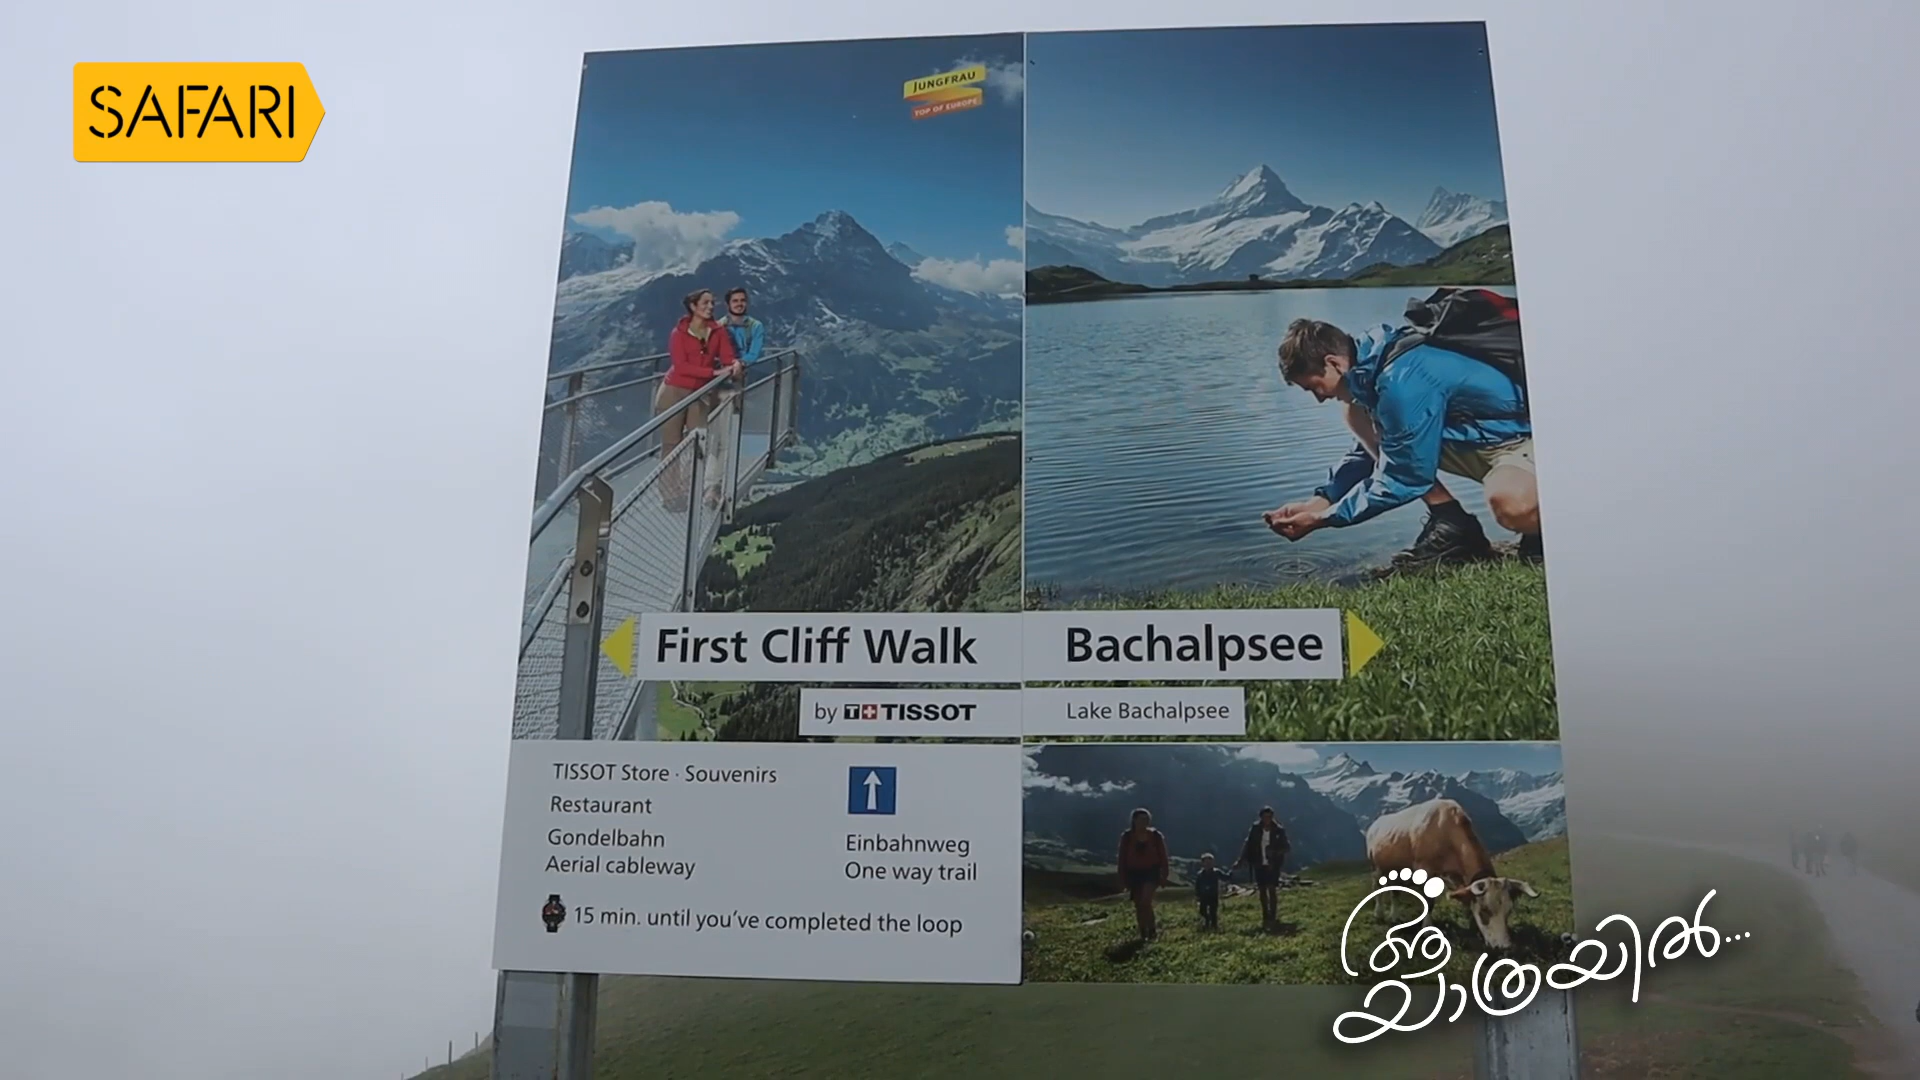 SAFARI
JUNGFRAU
TOP OF EUROPE
First Cliff Walk
by TISSOT
Bachalpsee
Lake Bachalpsee
TISSOT Store · Souvenirs
Restaurant
Gondelbahn
Aerial cableway
Einbahnweg
One way trail
15 min. until you've completed the loop
ആ
യാത്രയിൽ...